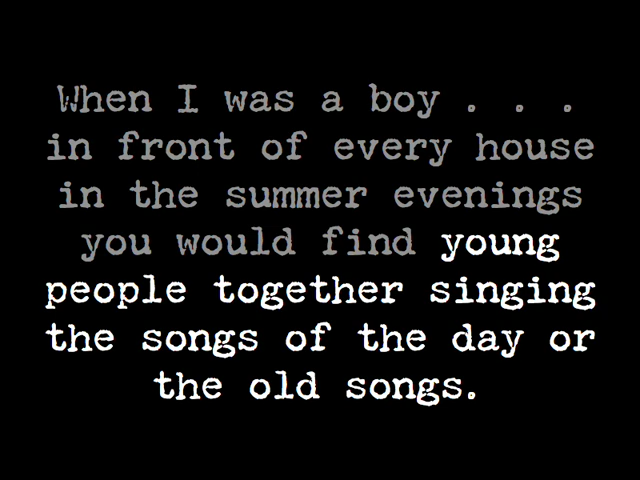 When I was a boy . . .
in front of every house
in the summer evenings
you would find young
people together singing
the songs of the day or
the old songs.